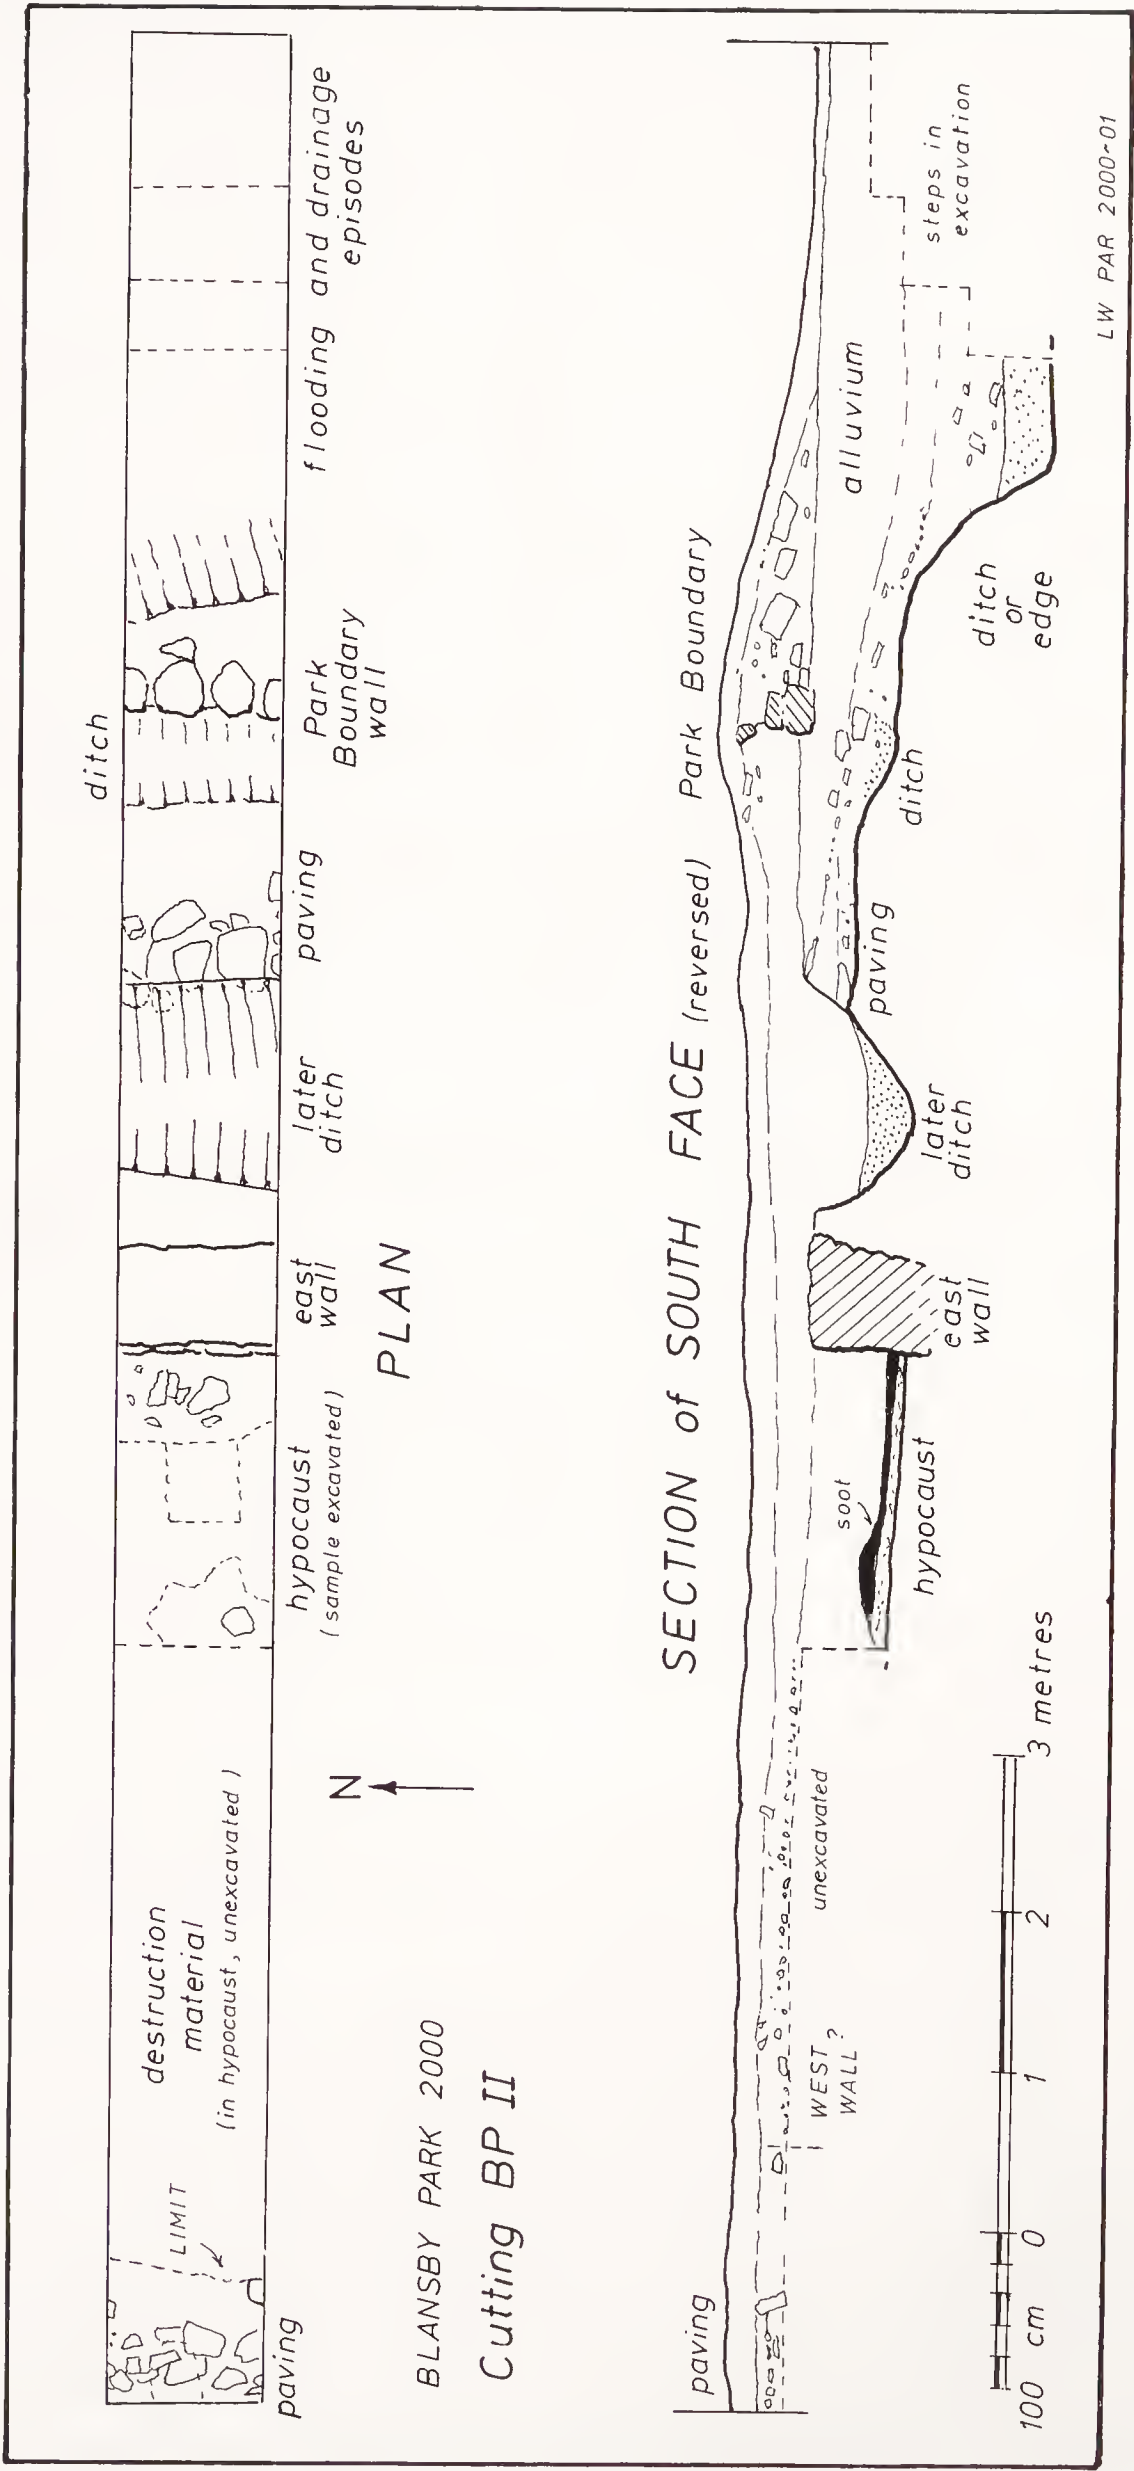 ditch
paving
LIMIT
destruction
material
(in hypocaust, unexcavated)
hypocaust
(sample excavated)
east
wall
later
ditch
paving
Park
Boundary
wall
flooding and drainage
episodes
N
PLAN
BLANSBY PARK 2000
Cutting BP II
SECTION of SOUTH FACE (reversed)
Park Boundary
paving
WEST
WALL?
unexcavated
soot
hypocaust
east
wall
later
ditch
paving
ditch
ditch
or
edge
alluvium
steps in
excavation
100 cm 0 1 2 3 metres
LW PAR 2000-01